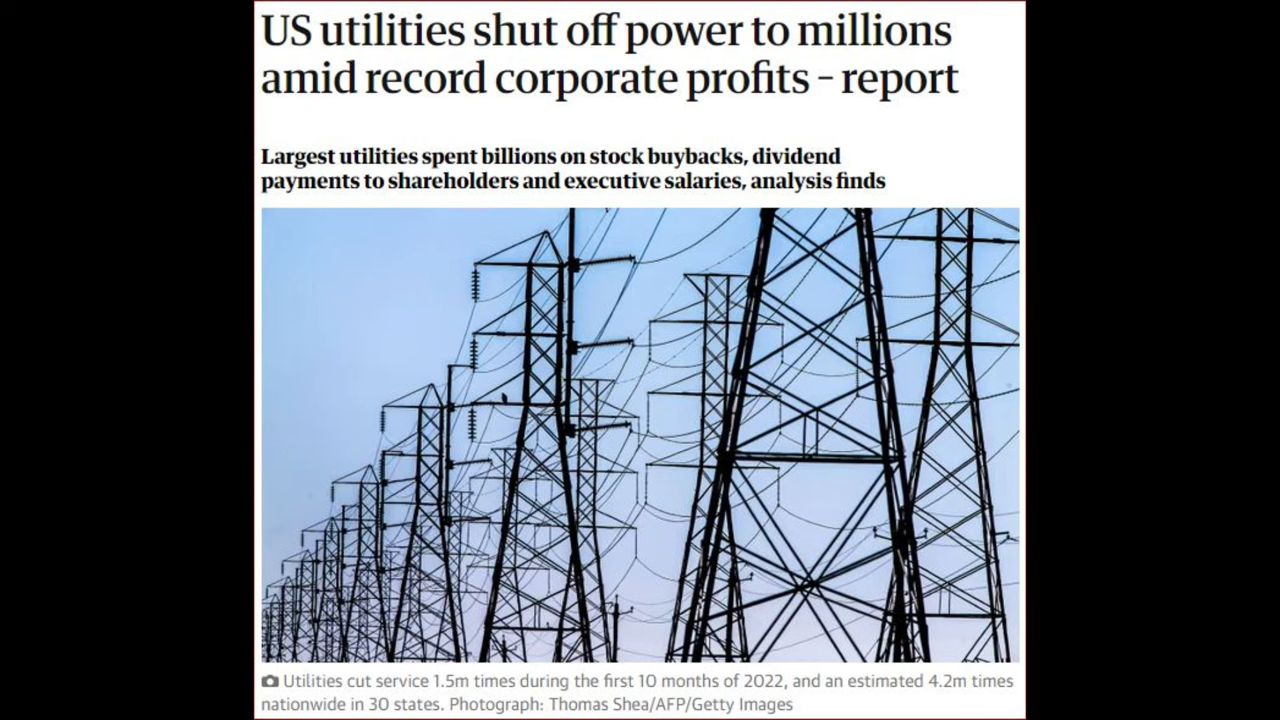 US utilities shut off power to millions
amid record corporate profits – report
Largest utilities spent billions on stock buybacks, dividend
payments to shareholders and executive salaries, analysis finds
Utilities cut service 1.5m times during the first 10 months of 2022, and an estimated 4.2m times
nationwide in 30 states. Photograph: Thomas Shea/AFP/Getty Images